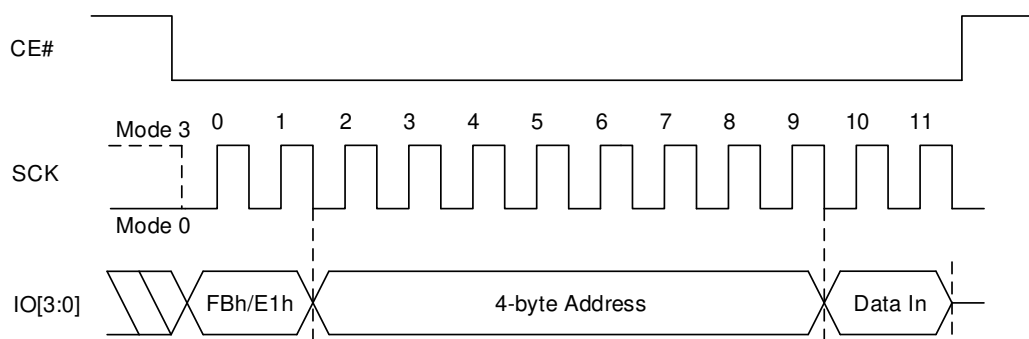 CE#
Mode 3 0 1 2 3 4 5 6 7 8 9 10 11
SCK
Mode 0
IO[3:0] FBh/E1h 4-byte Address Data In